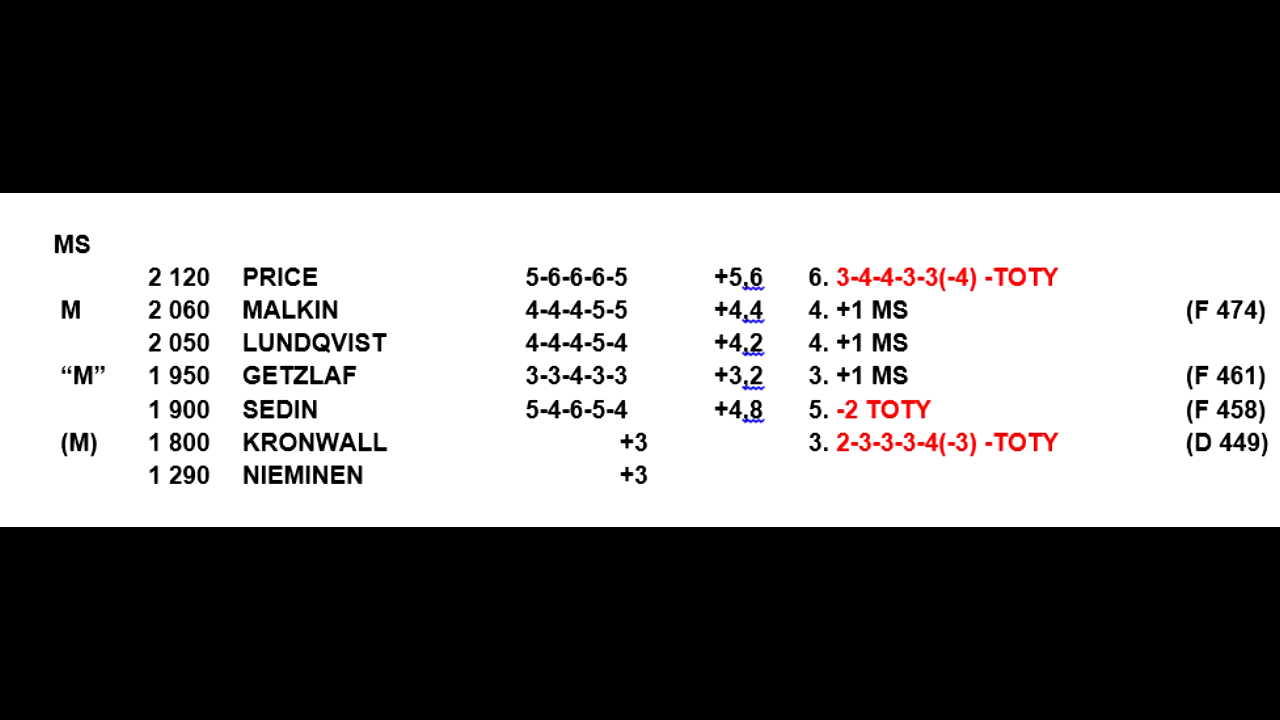 MS
2 120 PRICE 5-6-6-6-5 +5,6 6. 3-4-4-3-3(-4) -TOTY
M 2 060 MALKIN 4-4-4-5-5 +4,4 4. +1 MS (F 474)
2 050 LUNDQVIST 4-4-4-5-4 +4,2 4. +1 MS
“M” 1 950 GETZLAF 3-3-4-3-3 +3,2 3. +1 MS (F 461)
1 900 SEDIN 5-4-6-5-4 +4,8 5. -2 TOTY (F 458)
(M) 1 800 KRONWALL +3 3. 2-3-3-3-4(-3) -TOTY (D 449)
1 290 NIEMINEN +3